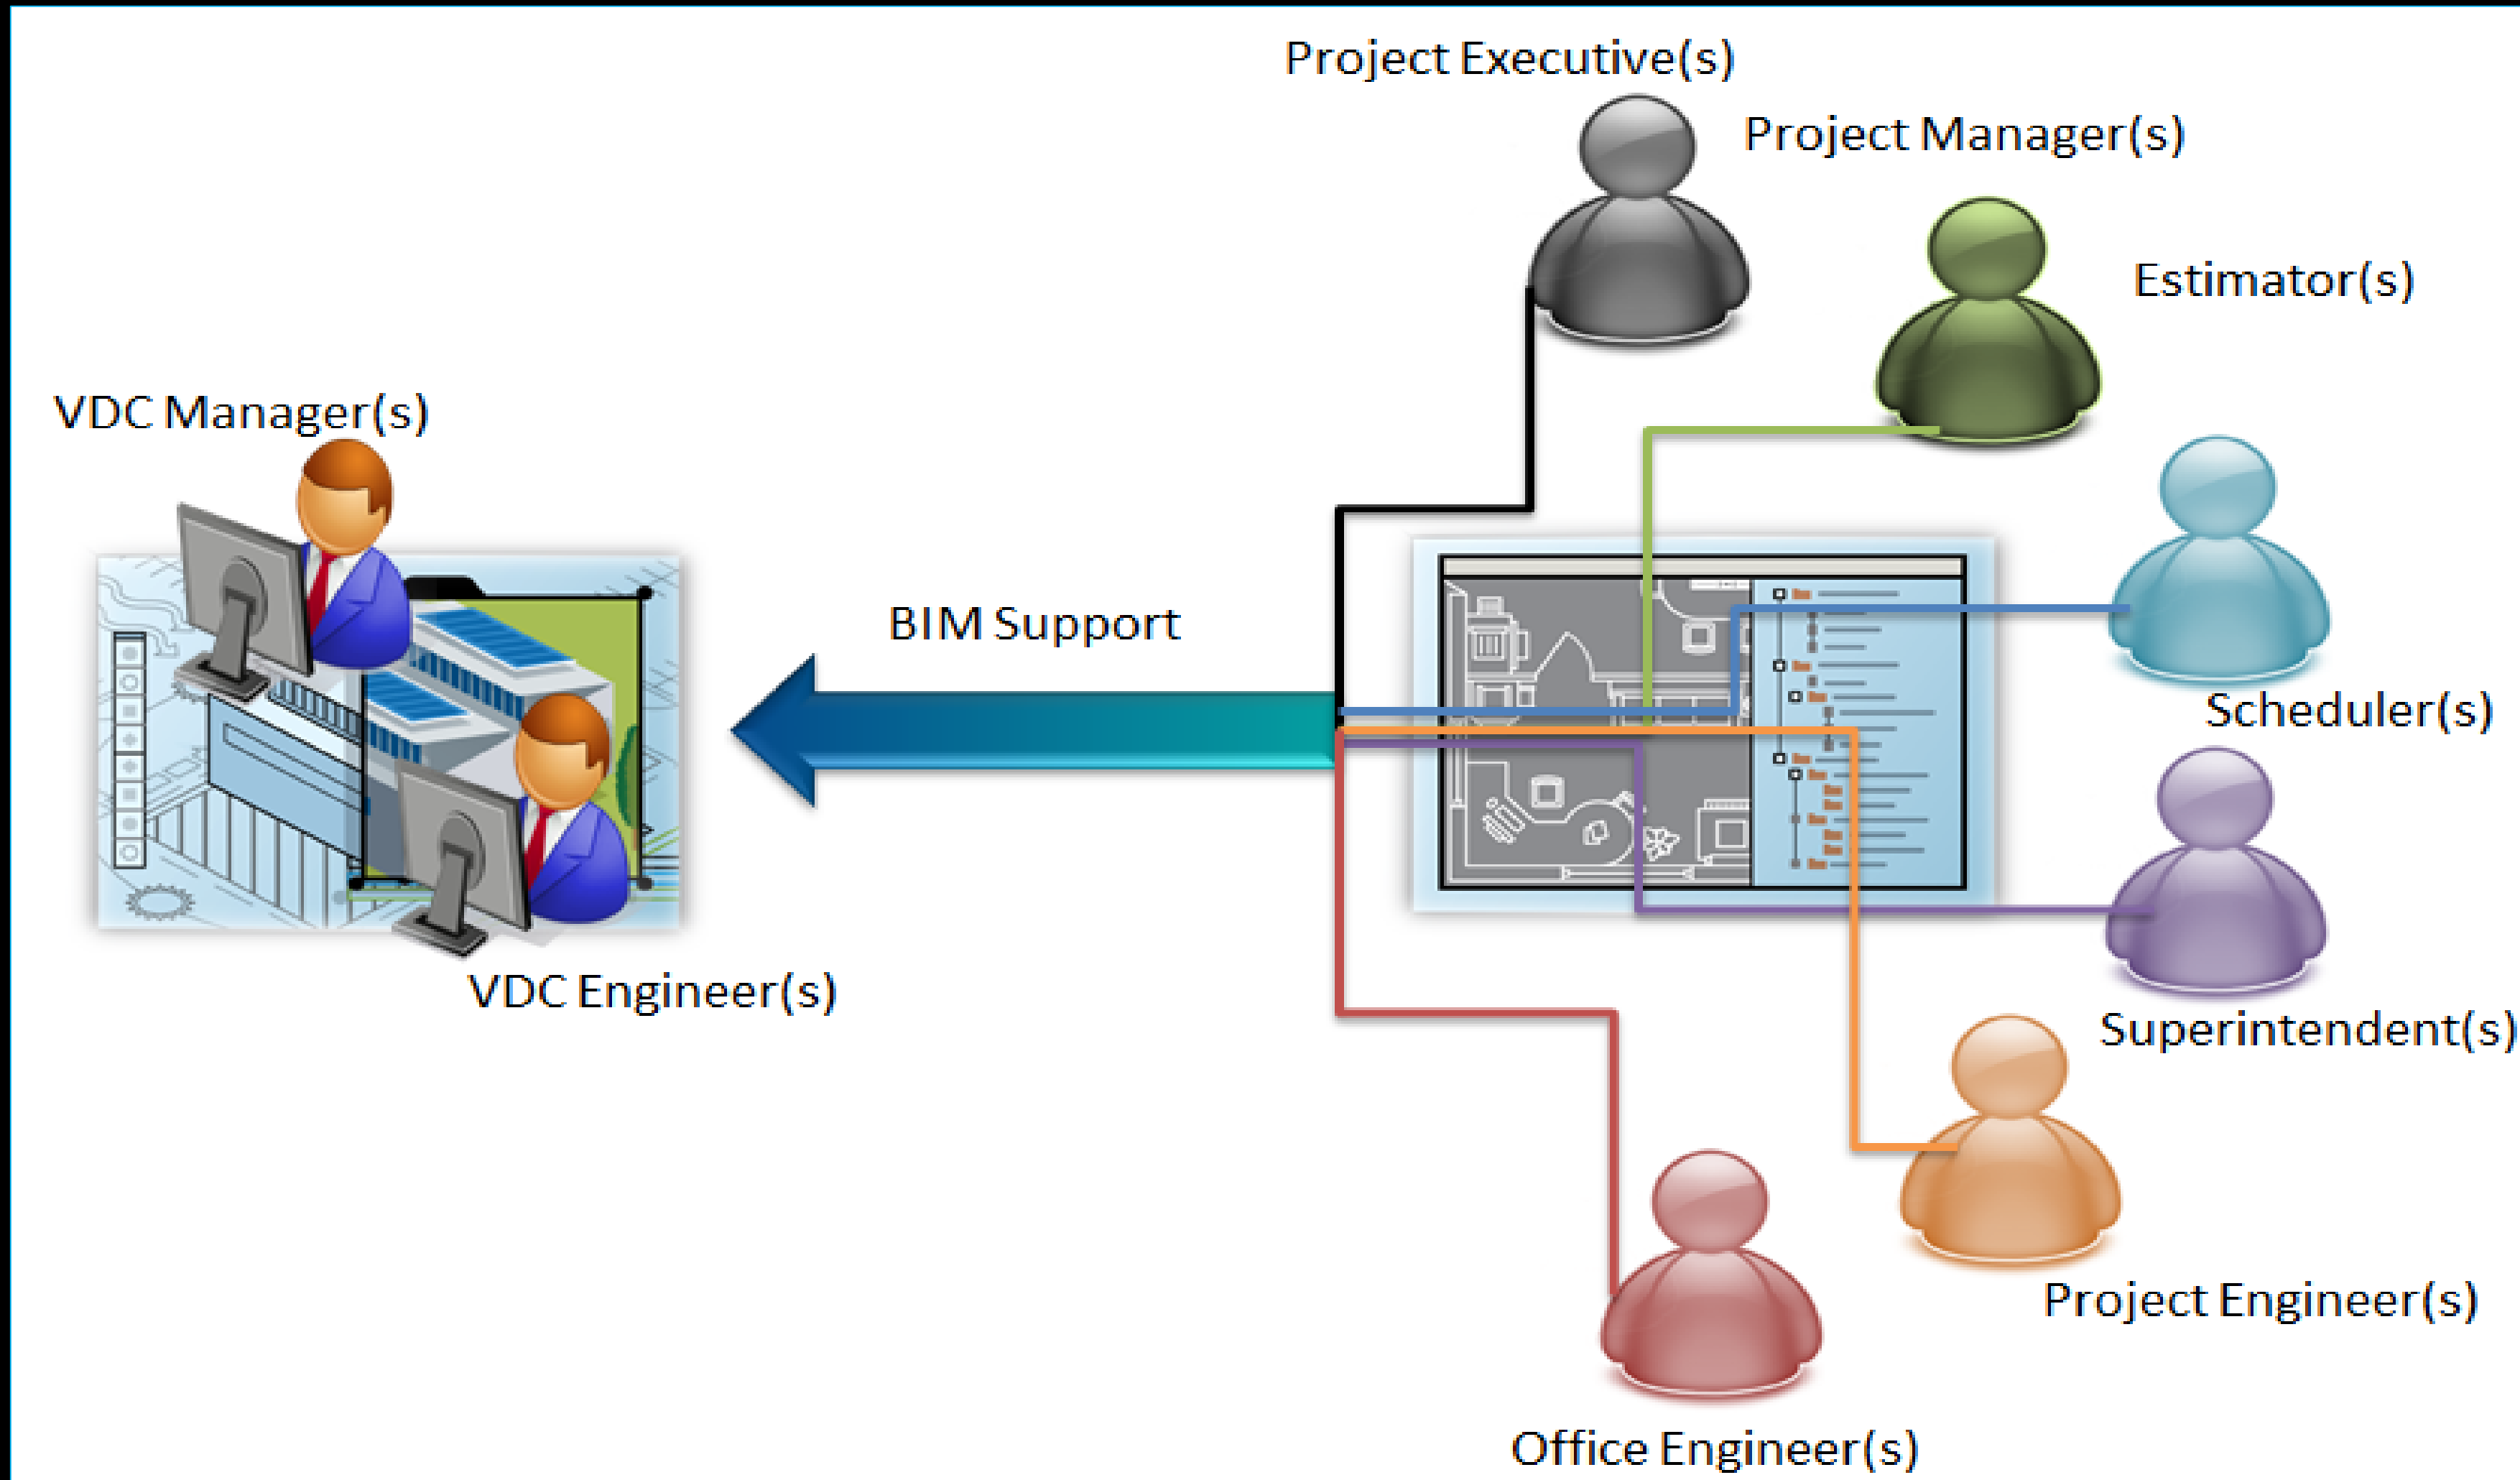 Project Executive(s)
Project Manager(s)
Estimator(s)
VDC Manager(s)
BIM Support
Scheduler(s)
VDC Engineer(s)
Superintendent(s)
Project Engineer(s)
Office Engineer(s)